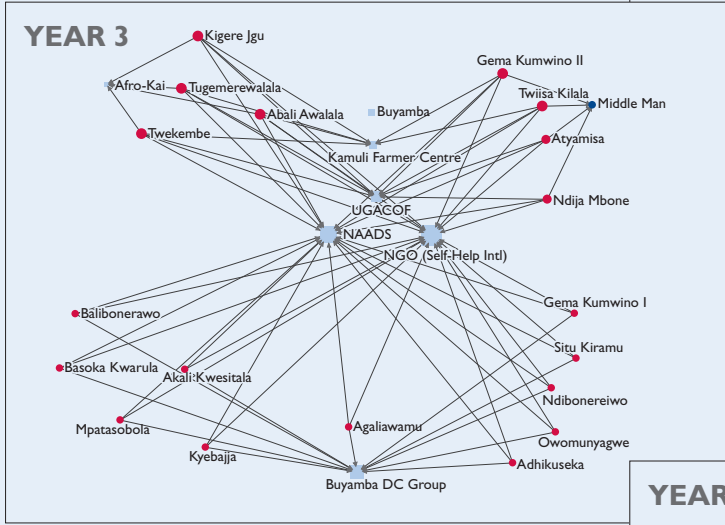 YEAR 3
Kigere Jgu
Gema Kumwino II
Afro-Kai
Tugemerewalala
Twiisa Kilala
Middle Man
Abali Awalala
Buyamba
Twekembe
Atyamisa
Kamuli Farmer Centre
Ndija Mbone
UGACOF
NAADS
NGO (Self-Help Intl)
Balibonerawo
Gema Kumwino I
Situ Kiramu
Basoka Kwarula
Akali Kwesitala
Ndibonereiwo
Mpatasobola
Agaliawamu
Owomunyagwe
Kyebajja
Adhikuseka
Buyamba DC Group
YEAR